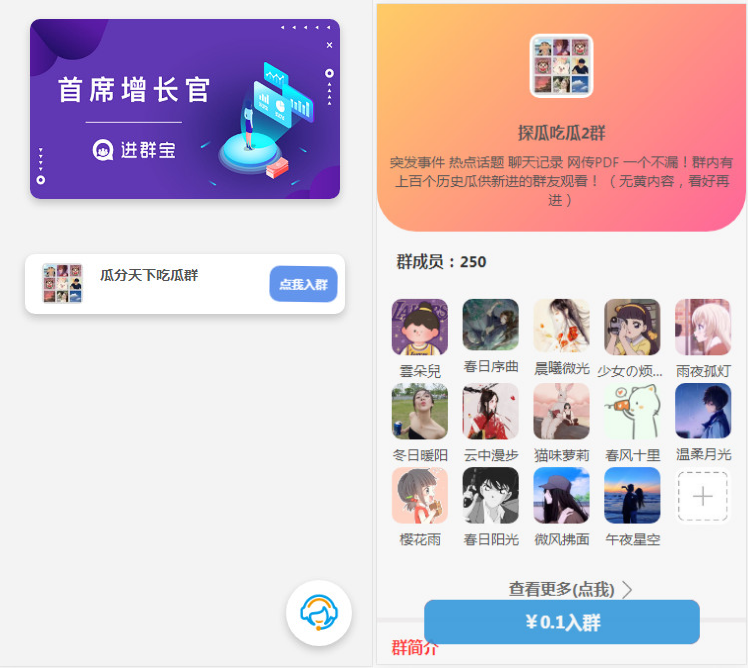 首席增长官
进群宝
瓜分天下吃瓜群
点我入群
探瓜吃瓜2群
突发事件 热点话题 聊天记录 网传PDF 一个不漏！群内有
上百个历史瓜供新进的群友观看！（ 无黄内容，看好再
进 ）
群成员：250
雲朵兒 春日序曲 晨曦微光 少女の烦... 雨夜孤灯
冬日暖阳 云中漫步 猫味萝莉 春风十里 温柔月光
樱花雨 春日阳光 微风拂面 午夜星空
查看更多(点我)
￥0.1入群
群简介